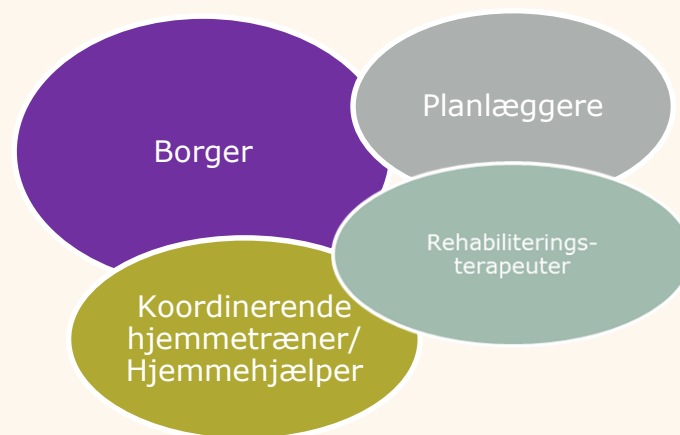 Borger
Planlæggere
Rehabiliterings-
terapeuter
Koordinerende
hjemmetræner/
Hjemmehjælper